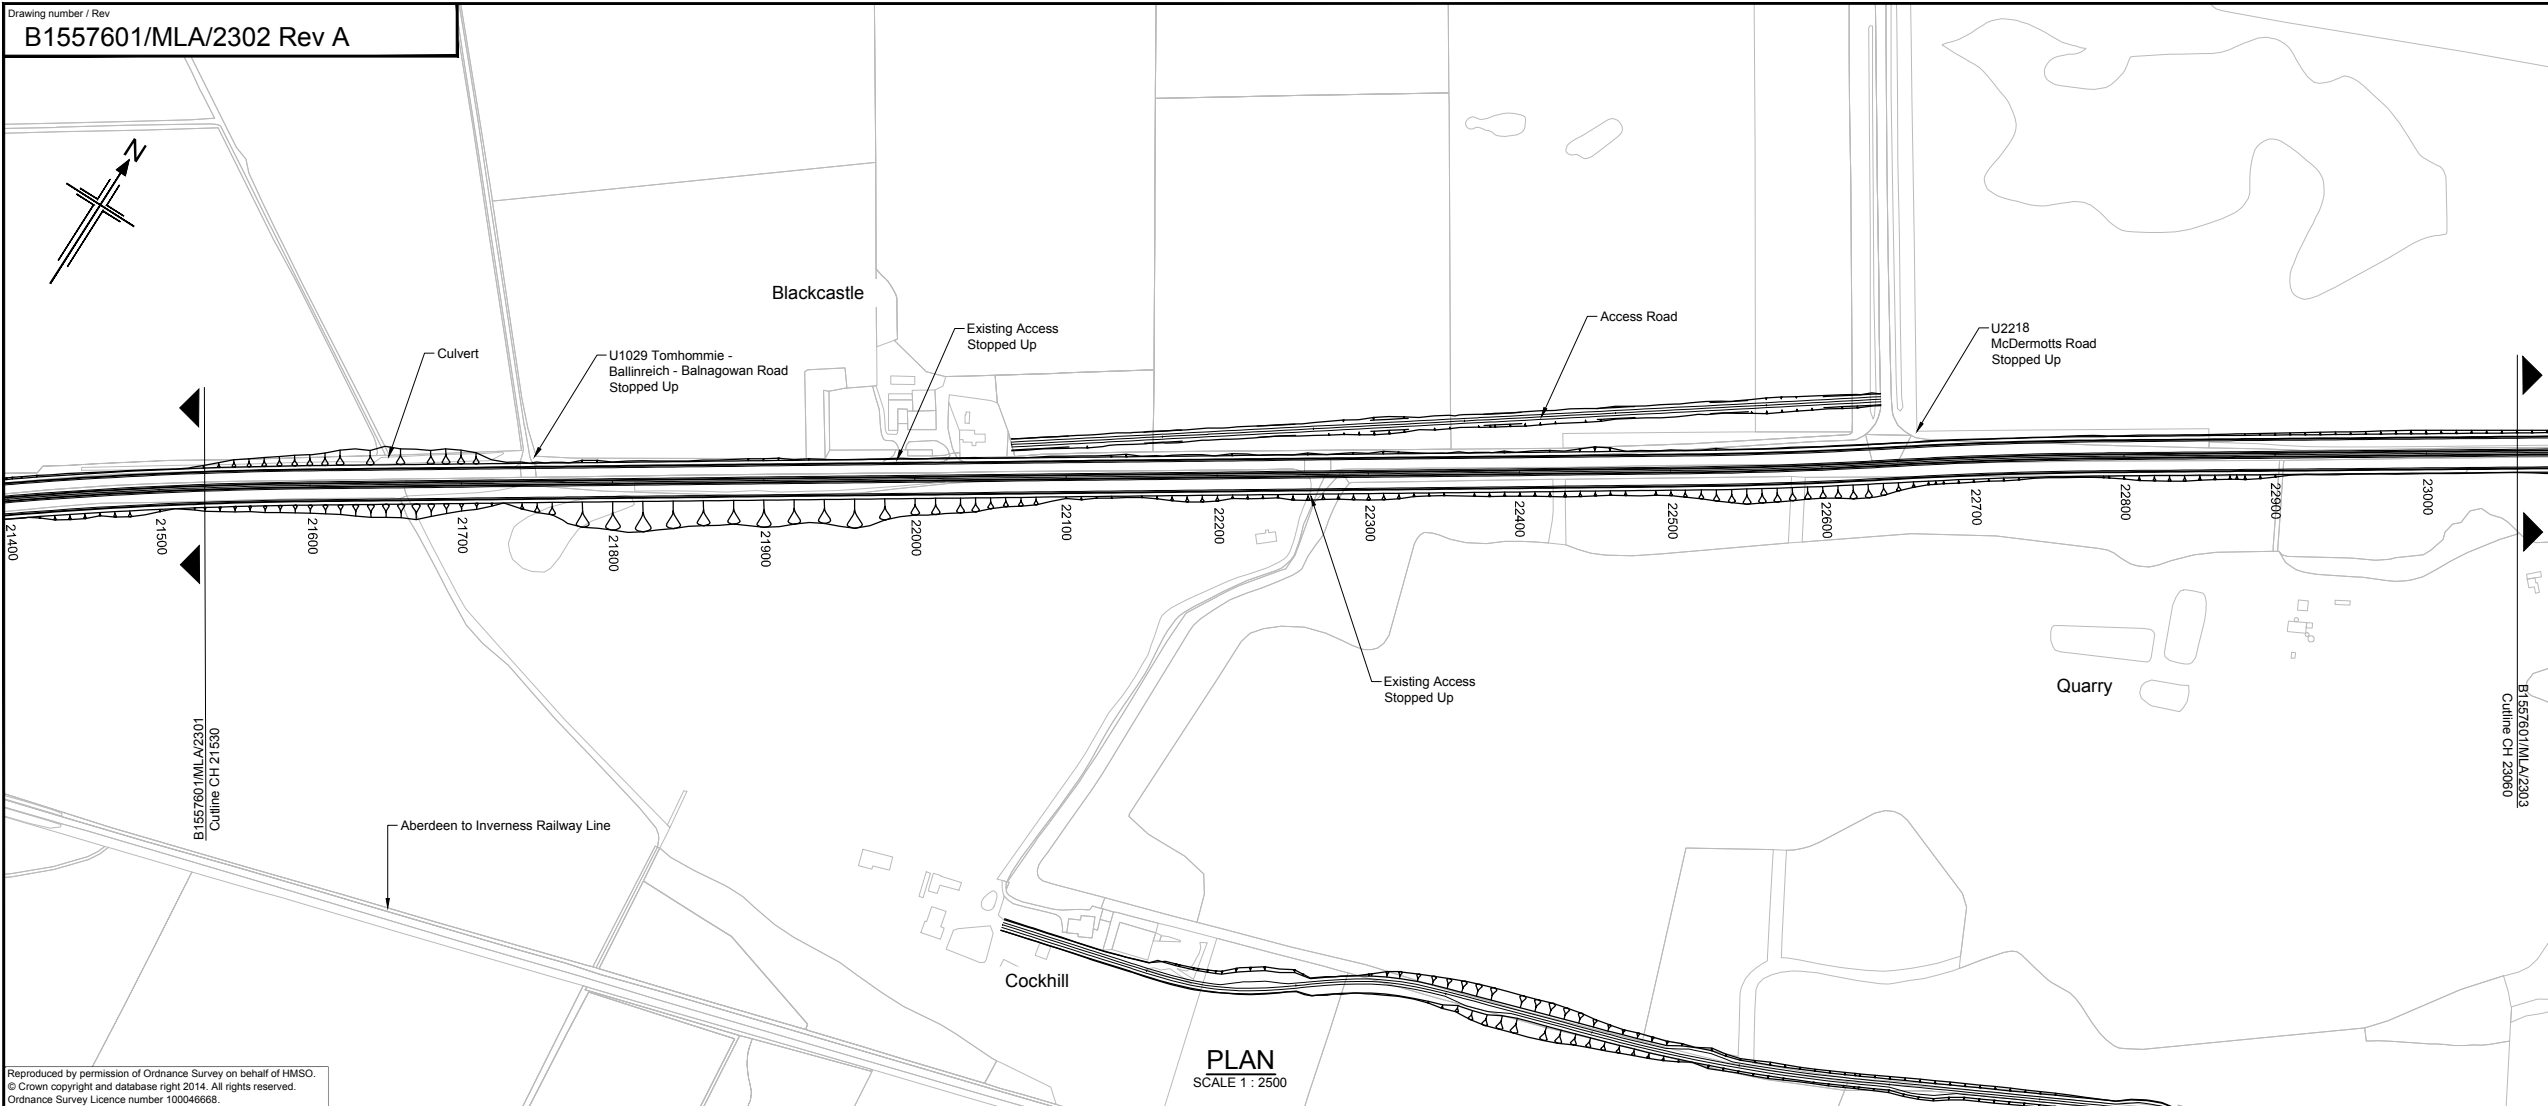 Drawing number / Rev
B1557601/MLA/2302 Rev A
N
Blackcastle
Existing Access
Stopped Up
Access Road
U2218
McDermotts Road
Stopped Up
Culvert
U1029 Tomhommie -
Ballinreich - Balnagowan Road
Stopped Up
21400
21500
21600
21700
21800
21900
22000
22100
22200
22300
22400
22500
22600
22700
22800
22900
23000
Existing Access
Stopped Up
Quarry
B1557601/MLA/2301
Cutline CH 21530
B1557601/MLA/2303
Cutline CH 23060
Aberdeen to Inverness Railway Line
Cockhill
PLAN
SCALE 1 : 2500
Reproduced by permission of Ordnance Survey on behalf of HMSO.
© Crown copyright and database right 2014. All rights reserved.
Ordnance Survey Licence number 100046668.